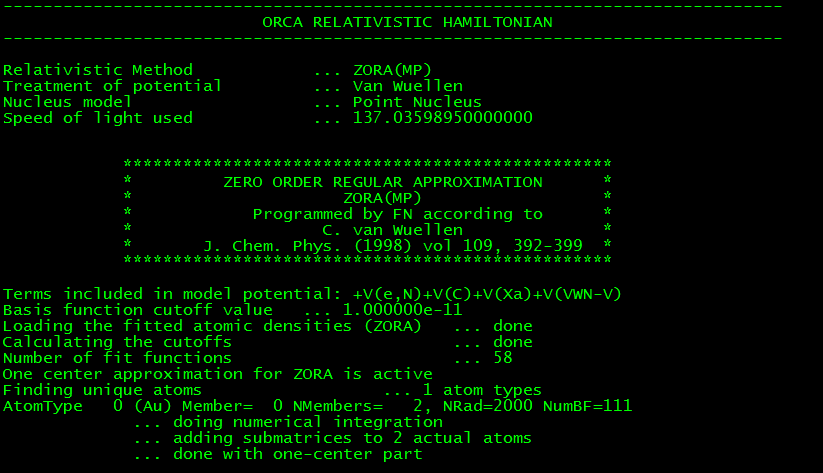 ------------------------------------------------------------------------------
ORCA RELATIVISTIC HAMILTONIAN
------------------------------------------------------------------------------
Relativistic Method ... ZORA(MP)
Treatment of potential ... Van Wuellen
Nucleus model ... Point Nucleus
Speed of light used ... 137.03598950000000
*************************************************
* ZERO ORDER REGULAR APPROXIMATION *
* ZORA(MP) *
* Programmed by FN according to *
* C. van Wuellen *
* J. Chem. Phys. (1998) vol 109, 392-399 *
*************************************************
Terms included in model potential: +V(e,N)+V(C)+V(Xa)+V(VWN-V)
Basis function cutoff value ... 1.000000e-11
Loading the fitted atomic densities (ZORA) ... done
Calculating the cutoffs ... done
Number of fit functions ... 58
One center approximation for ZORA is active
Finding unique atoms ... 1 atom types
AtomType 0 (Au) Member= 0 NMembers= 2, NRad=2000 NumBF=111
... doing numerical integration
... adding submatrices to 2 actual atoms
... done with one-center part